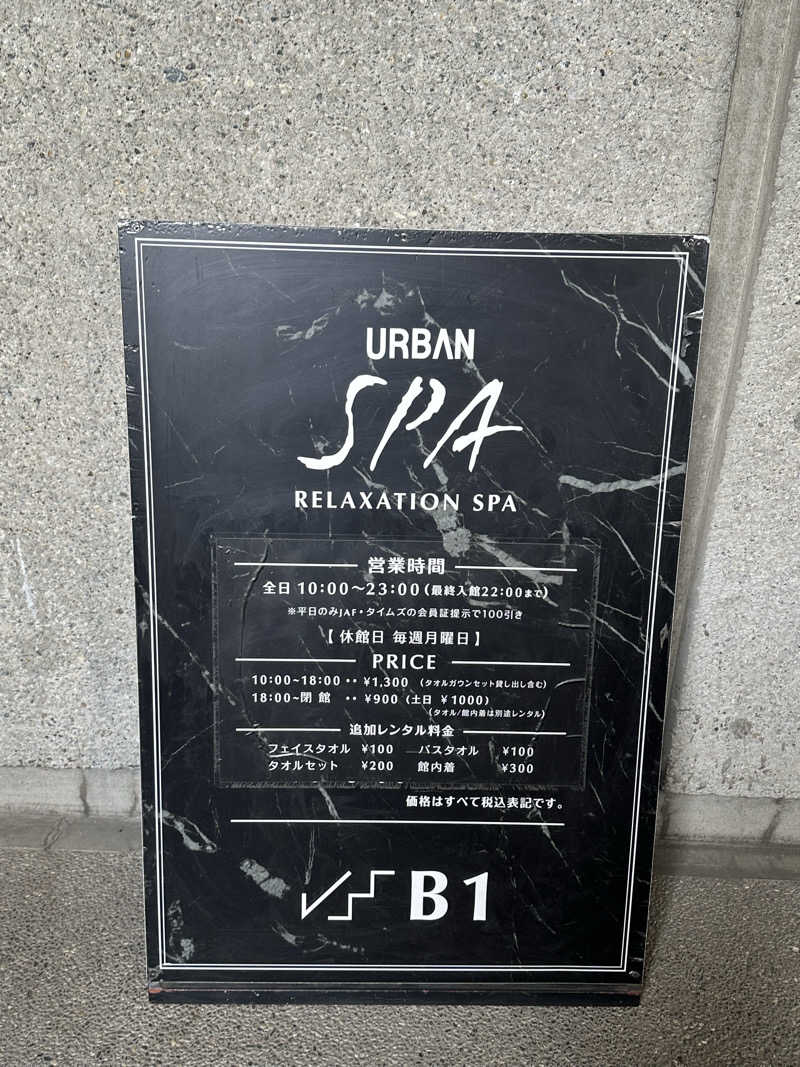 URBAN
SPA
RELAXATION SPA
営業時間
全日 10:00〜23:00(最終入館22:00まで)
※平日のみJAF・タイムズの会員証提示で100引き
【 休館日 毎週月曜日 】
PRICE
10:00~18:00 ・・ ¥1,300 (タオルガウンセット貸し出し含む)
18:00~閉 館 ・・ ¥900 (土日 ¥1000)
(タオル/館内着は別途レンタル)
追加レンタル料金
フェイスタオル ¥100 バスタオル ¥100
タオルセット ¥200 館内着 ¥300
価格はすべて税込表記です。
B1